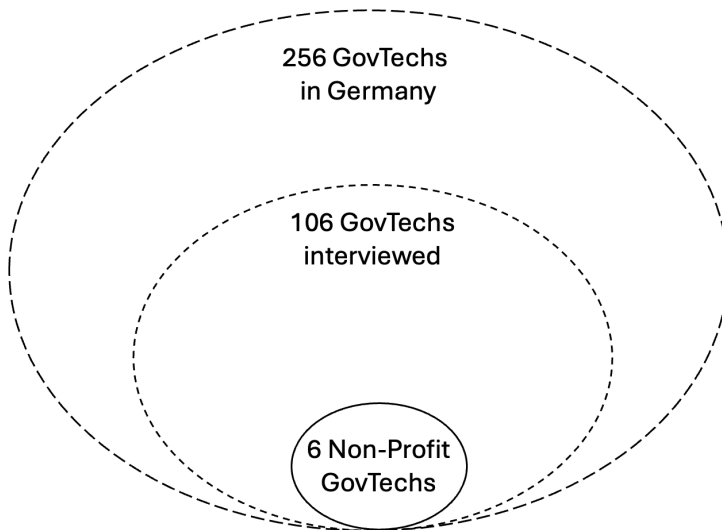 256 GovTechs
in Germany
106 GovTechs
interviewed
6 Non-Profit
GovTechs